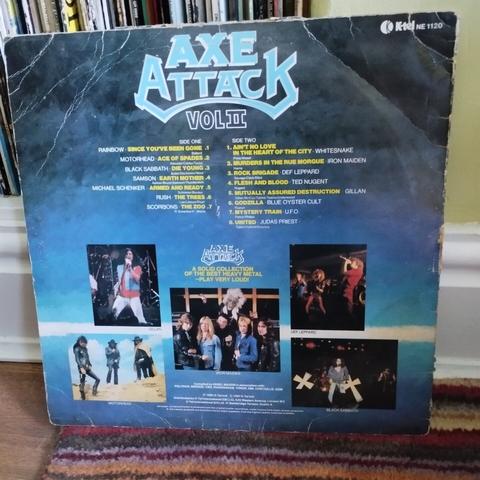 K-tel NE 1120
AXE
ATTACK
VOL II
SIDE ONE
RAINBOW · SINCE YOU'VE BEEN GONE .1
MOTORHEAD · ACE OF SPADES .2
BLACK SABBATH · DIE YOUNG .3
SAMSON · EARTH MOTHER .4
MICHAEL SCHENKER · ARMED AND READY .5
RUSH · THE TREES .6
SCORPIONS · THE ZOO .7
SIDE TWO
1. AIN'T NO LOVE
IN THE HEART OF THE CITY · WHITESNAKE
2. MURDERS IN THE RUE MORGUE · IRON MAIDEN
3. ROCK BRIGADE · DEF LEPPARD
4. FLESH AND BLOOD · TED NUGENT
5. MUTUALLY ASSURED DESTRUCTION · GILLAN
6. GODZILLA · BLUE OYSTER CULT
7. MYSTERY TRAIN · U.F.O.
8. UNITED · JUDAS PRIEST
AXE
ATTACK
A SOLID COLLECTION
OF THE BEST HEAVY METAL
—PLAY VERY LOUD!
GILLAN
DEF LEPPARD
IRON MAIDEN
MOTORHEAD
BLACK SABBATH